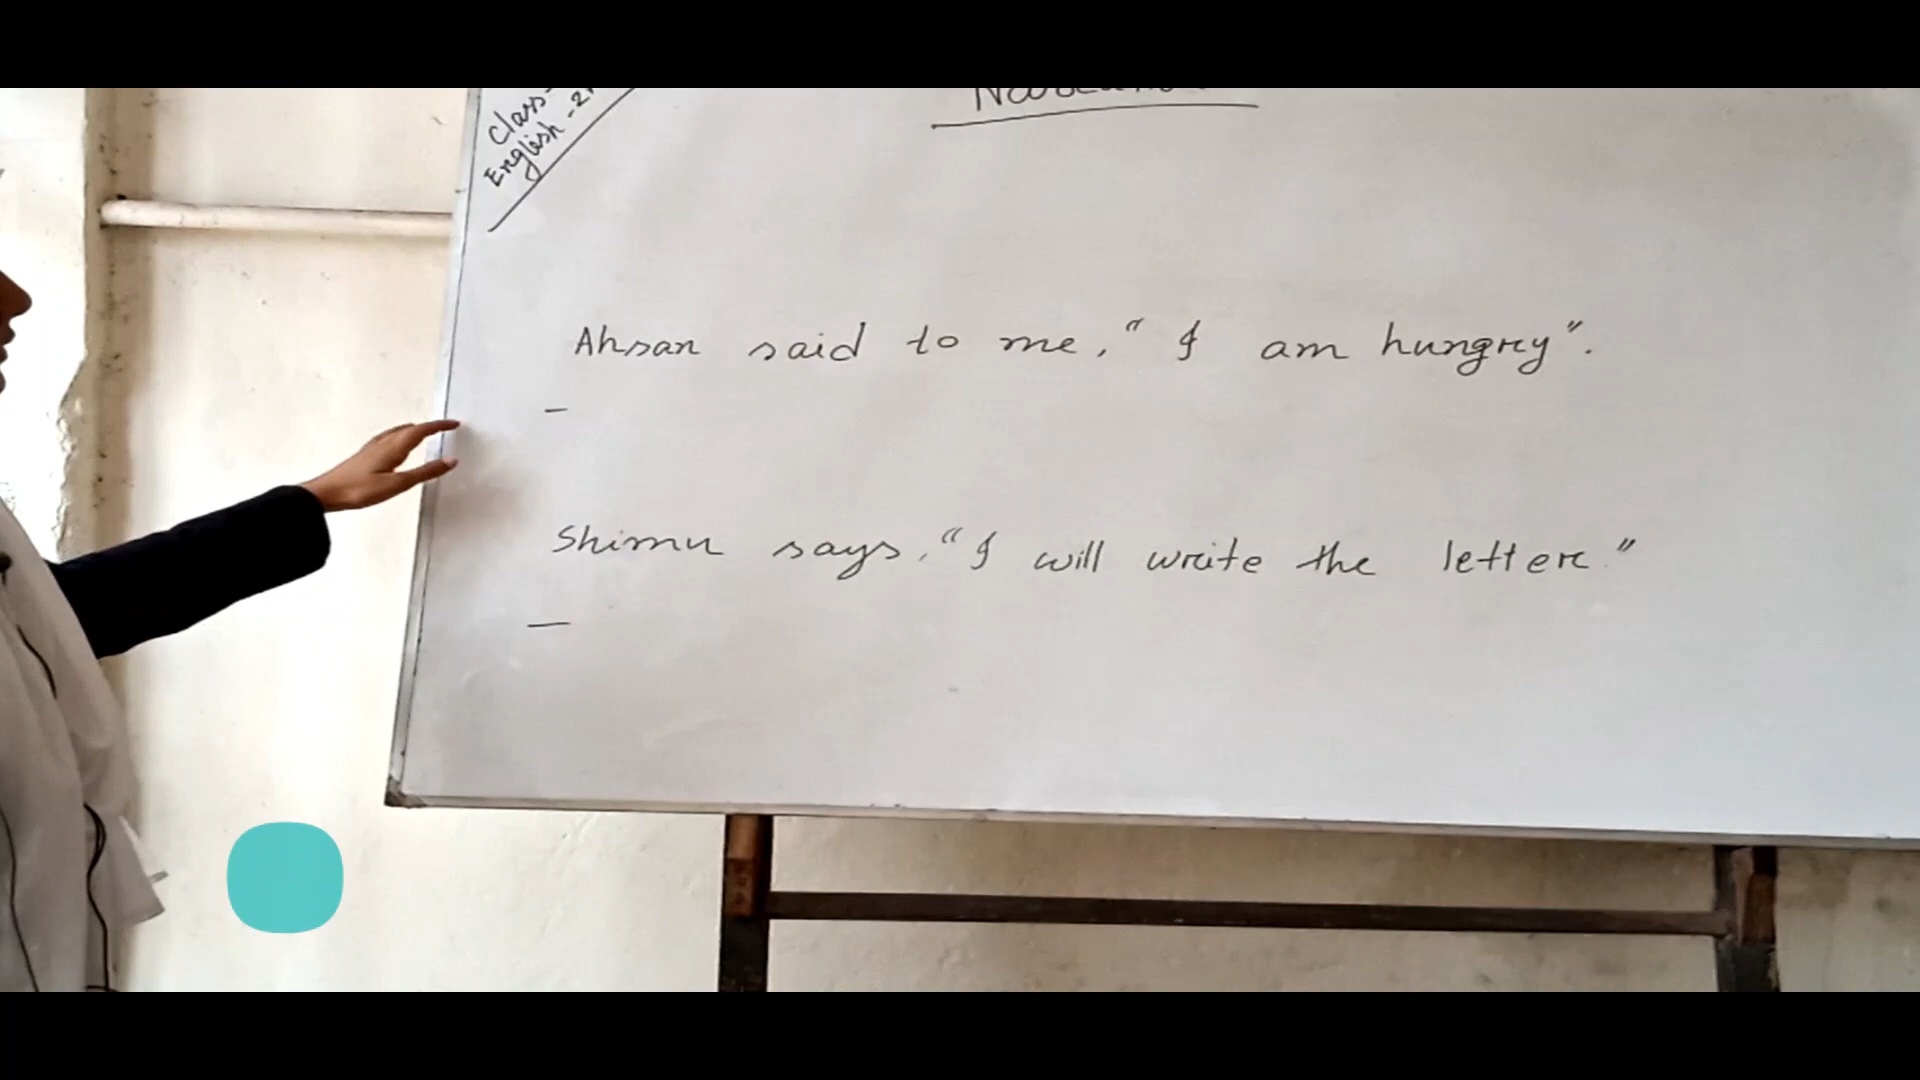 Class-
English -2
Ahsan said to me, "I am hungry".
–
Shimu says, "I will write the letter"
–